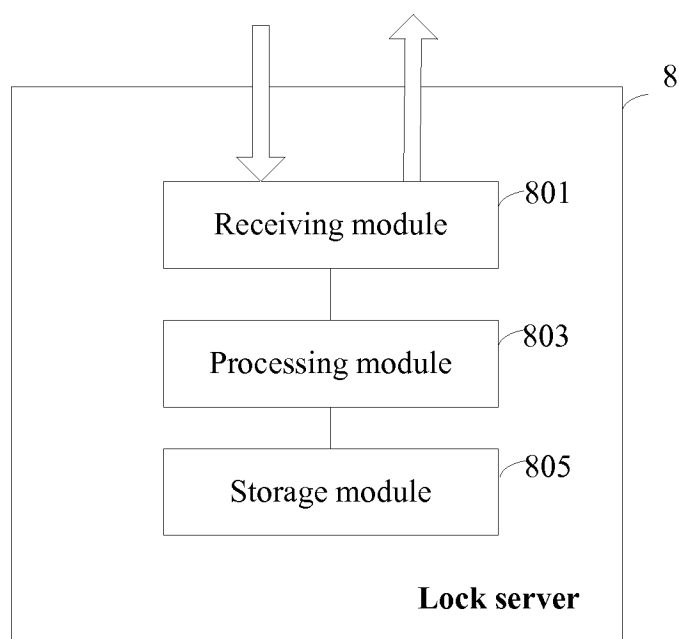 8
801
Receiving module
803
Processing module
805
Storage module
Lock server